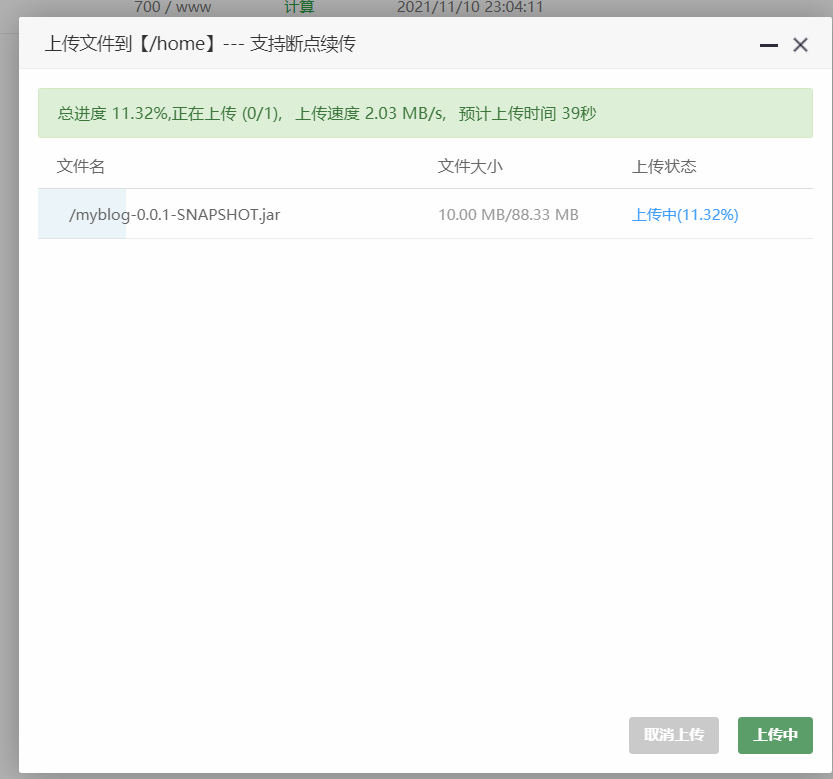 700 / www 计算 2021/11/10 23:04:11
上传文件到【/home】--- 支持断点续传
总进度 11.32%,正在上传 (0/1)， 上传速度 2.03 MB/s， 预计上传时间 39秒
文件名 文件大小 上传状态
/myblog-0.0.1-SNAPSHOT.jar 10.00 MB/88.33 MB 上传中(11.32%)
取消上传 上传中